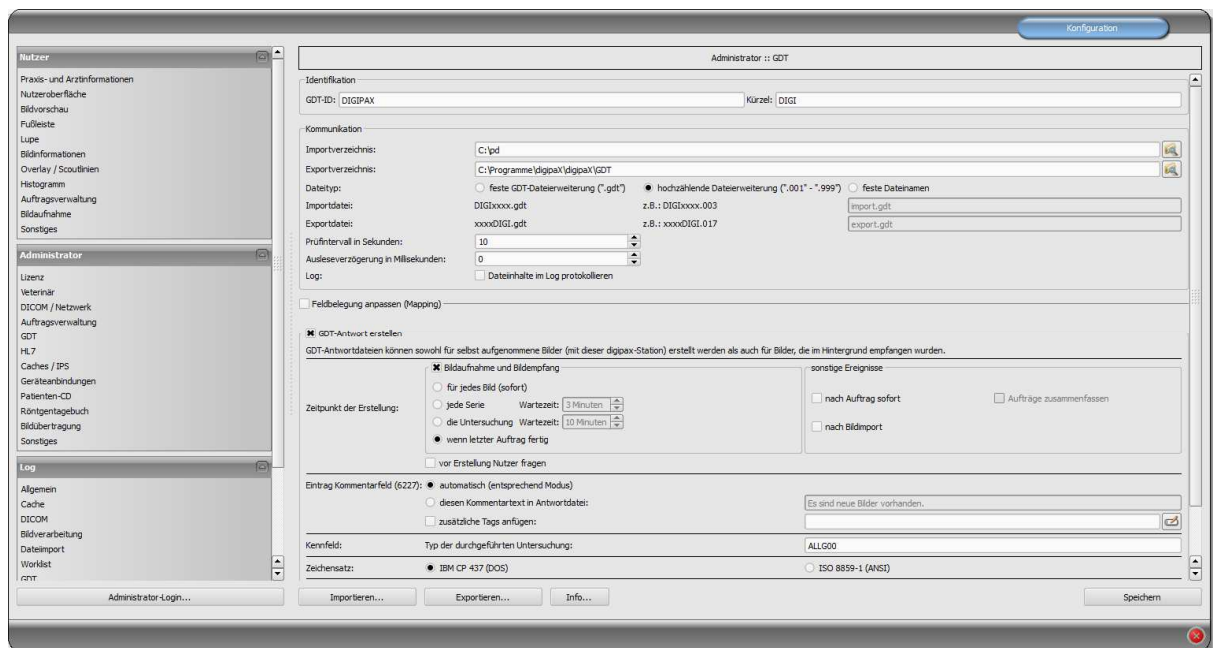 Konfiguration
Nutzer
Praxis- und Arztinformationen
Nutzeroberfläche
Bildvorschau
Fußleiste
Lupe
Bildinformationen
Overlay / Scoutlinien
Histogramm
Auftragsverwaltung
Bildaufnahme
Sonstiges
Administrator
Lizenz
Veterinär
DICOM / Netzwerk
Auftragsverwaltung
GDT
HL7
Caches / IPS
Geräteanbindungen
Patienten-CD
Röntgentagebuch
Bildübertragung
Sonstiges
Log
Allgemein
Cache
DICOM
Bildverarbeitung
Dateiimport
Worklist
GDT
Administrator-Login...
Administrator :: GDT
Identifikation
GDT-ID: DIGIPAX Kürzel: DIGI
Kommunikation
Importverzeichnis: C:\pd
Exportverzeichnis: C:\Programme\digipaX\digipaX\GDT
Dateityp: feste GDT-Dateierweiterung (".gdt") hochzählende Dateierweiterung (".001" - ".999") feste Dateinamen
Importdatei: DIGIxxxx.gdt z.B.: DIGIxxxx.003 import.gdt
Exportdatei: xxxxDIGI.gdt z.B.: xxxxDIGI.017 export.gdt
Prüfintervall in Sekunden: 10
Ausleseverzögerung in Millisekunden: 0
Log: Dateiinhalte im Log protokollieren
Feldbelegung anpassen (Mapping)
GDT-Antwort erstellen
GDT-Antwortdateien können sowohl für selbst aufgenommene Bilder (mit dieser digipax-Station) erstellt werden als auch für Bilder, die im Hintergrund empfangen wurden.
Zeitpunkt der Erstellung:
Bildaufnahme und Bildempfang
für jedes Bild (sofort)
jede Serie Wartezeit: 3 Minuten
die Untersuchung Wartezeit: 10 Minuten
wenn letzter Auftrag fertig
sonstige Ereignisse
nach Auftrag sofort Aufträge zusammenfassen
nach Bildimport
vor Erstellung Nutzer fragen
Eintrag Kommentarfeld (6227): automatisch (entsprechend Modus)
diesen Kommentartext in Antwortdatei: Es sind neue Bilder vorhanden.
zusätzliche Tags anfügen:
Kennfeld: Typ der durchgeführten Untersuchung: ALLG00
Zeichensatz: IBM CP 437 (DOS) ISO 8859-1 (ANSI)
Importieren... Exportieren... Info... Speichern